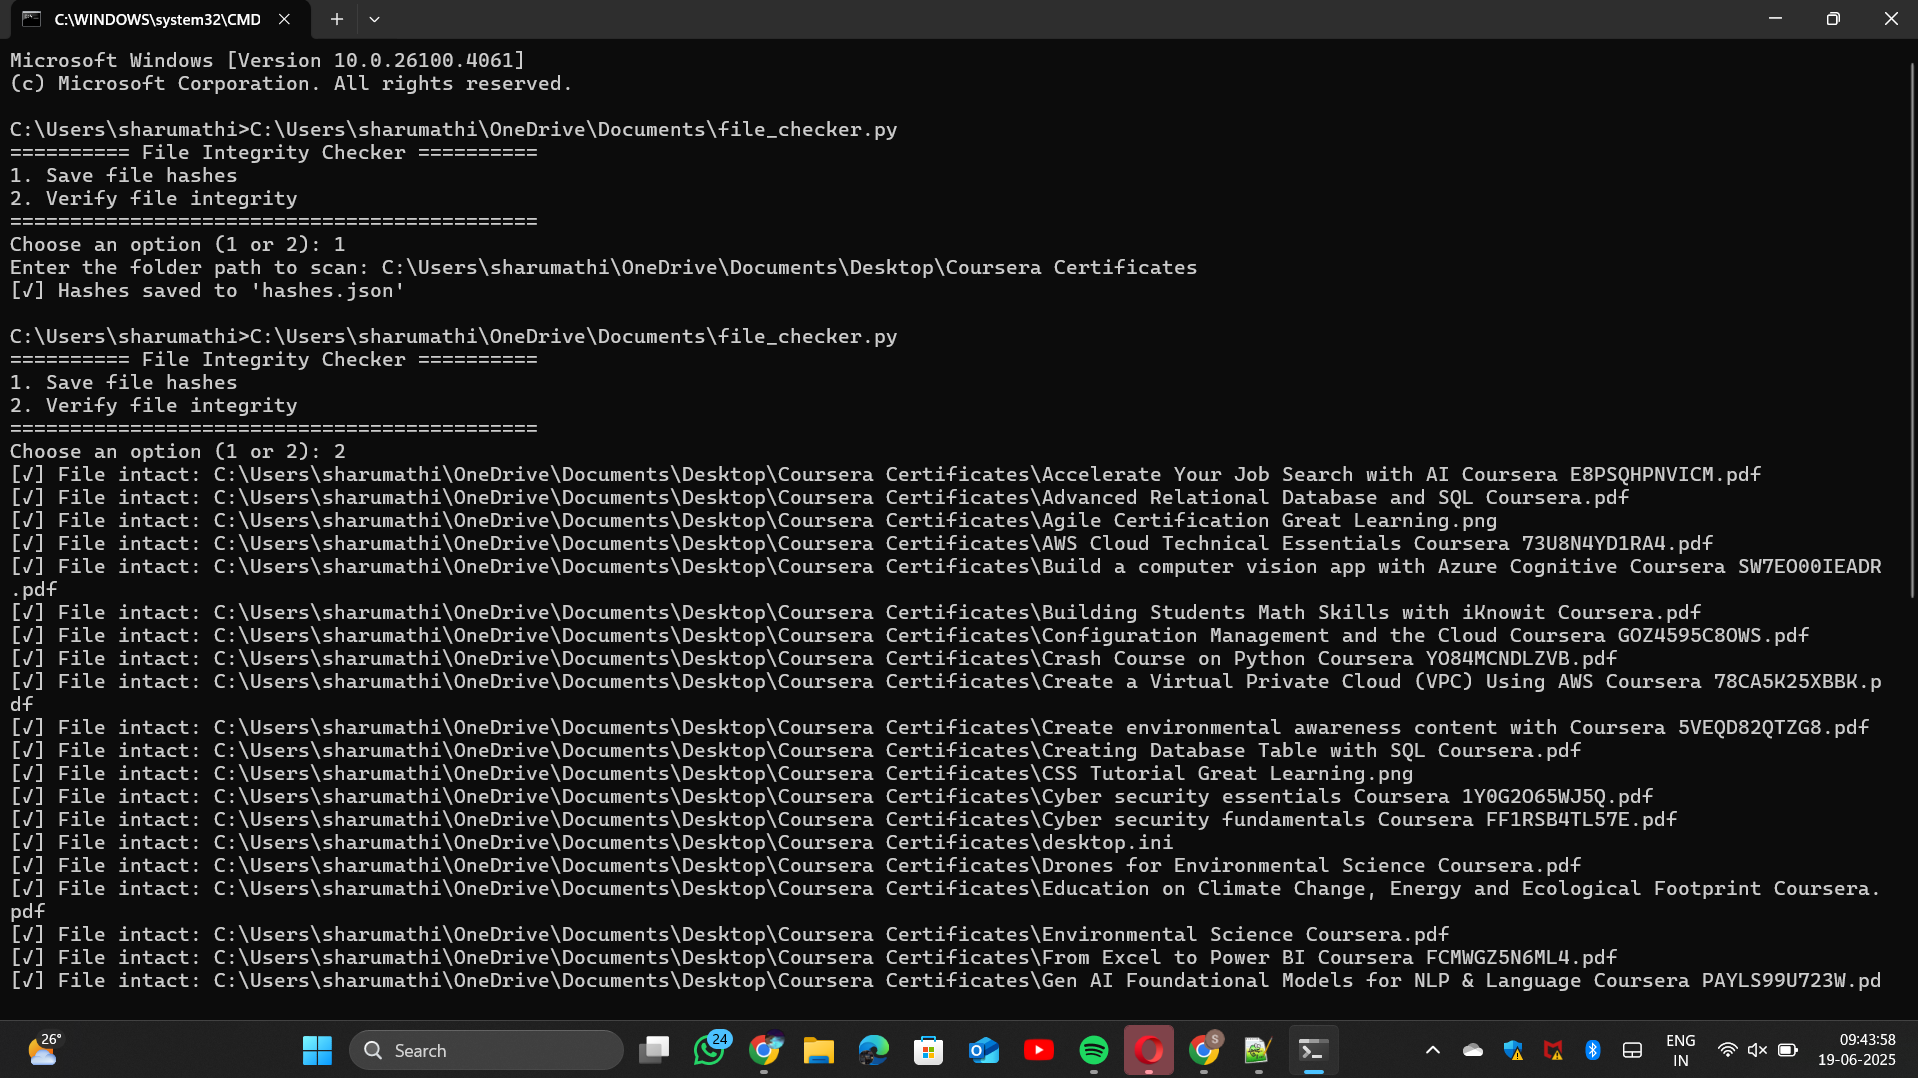 C:\WINDOWS\system32\CMD
Microsoft Windows [Version 10.0.26100.4061]
(c) Microsoft Corporation. All rights reserved.
C:\Users\sharumathi>C:\Users\sharumathi\OneDrive\Documents\file_checker.py
========== File Integrity Checker ==========
1. Save file hashes
2. Verify file integrity
============================================
Choose an option (1 or 2): 1
Enter the folder path to scan: C:\Users\sharumathi\OneDrive\Documents\Desktop\Coursera Certificates
[√] Hashes saved to 'hashes.json'
C:\Users\sharumathi>C:\Users\sharumathi\OneDrive\Documents\file_checker.py
========== File Integrity Checker ==========
1. Save file hashes
2. Verify file integrity
============================================
Choose an option (1 or 2): 2
[√] File intact: C:\Users\sharumathi\OneDrive\Documents\Desktop\Coursera Certificates\Accelerate Your Job Search with AI Coursera E8PSQHPNVICM.pdf
[√] File intact: C:\Users\sharumathi\OneDrive\Documents\Desktop\Coursera Certificates\Advanced Relational Database and SQL Coursera.pdf
[√] File intact: C:\Users\sharumathi\OneDrive\Documents\Desktop\Coursera Certificates\Agile Certification Great Learning.png
[√] File intact: C:\Users\sharumathi\OneDrive\Documents\Desktop\Coursera Certificates\AWS Cloud Technical Essentials Coursera 73U8N4YD1RA4.pdf
[√] File intact: C:\Users\sharumathi\OneDrive\Documents\Desktop\Coursera Certificates\Build a computer vision app with Azure Cognitive Coursera SW7EO00IEADR
.pdf
[√] File intact: C:\Users\sharumathi\OneDrive\Documents\Desktop\Coursera Certificates\Building Students Math Skills with iKnowit Coursera.pdf
[√] File intact: C:\Users\sharumathi\OneDrive\Documents\Desktop\Coursera Certificates\Configuration Management and the Cloud Coursera GOZ4595C8OWS.pdf
[√] File intact: C:\Users\sharumathi\OneDrive\Documents\Desktop\Coursera Certificates\Crash Course on Python Coursera YO84MCNDLZVB.pdf
[√] File intact: C:\Users\sharumathi\OneDrive\Documents\Desktop\Coursera Certificates\Create a Virtual Private Cloud (VPC) Using AWS Coursera 78CA5K25XBBK.p
df
[√] File intact: C:\Users\sharumathi\OneDrive\Documents\Desktop\Coursera Certificates\Create environmental awareness content with Coursera 5VEQD82QTZG8.pdf
[√] File intact: C:\Users\sharumathi\OneDrive\Documents\Desktop\Coursera Certificates\Creating Database Table with SQL Coursera.pdf
[√] File intact: C:\Users\sharumathi\OneDrive\Documents\Desktop\Coursera Certificates\CSS Tutorial Great Learning.png
[√] File intact: C:\Users\sharumathi\OneDrive\Documents\Desktop\Coursera Certificates\Cyber security essentials Coursera 1Y0G2O65WJ5Q.pdf
[√] File intact: C:\Users\sharumathi\OneDrive\Documents\Desktop\Coursera Certificates\Cyber security fundamentals Coursera FF1RSB4TL57E.pdf
[√] File intact: C:\Users\sharumathi\OneDrive\Documents\Desktop\Coursera Certificates\desktop.ini
[√] File intact: C:\Users\sharumathi\OneDrive\Documents\Desktop\Coursera Certificates\Drones for Environmental Science Coursera.pdf
[√] File intact: C:\Users\sharumathi\OneDrive\Documents\Desktop\Coursera Certificates\Education on Climate Change, Energy and Ecological Footprint Coursera.
pdf
[√] File intact: C:\Users\sharumathi\OneDrive\Documents\Desktop\Coursera Certificates\Environmental Science Coursera.pdf
[√] File intact: C:\Users\sharumathi\OneDrive\Documents\Desktop\Coursera Certificates\From Excel to Power BI Coursera FCMWGZ5N6ML4.pdf
[√] File intact: C:\Users\sharumathi\OneDrive\Documents\Desktop\Coursera Certificates\Gen AI Foundational Models for NLP & Language Coursera PAYLS99U723W.pd
26°
Search
24
S
ENG
IN
09:43:58
19-06-2025